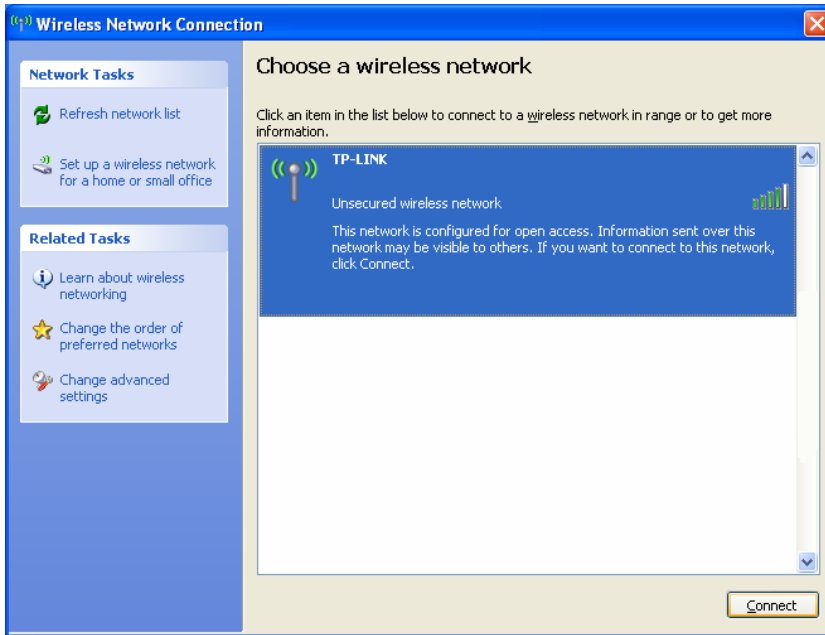 Wireless Network Connection
Network Tasks
Refresh network list
Set up a wireless network
for a home or small office
Related Tasks
Learn about wireless
networking
Change the order of
preferred networks
Change advanced
settings
Choose a wireless network
Click an item in the list below to connect to a wireless network in range or to get more
information.
TP-LINK
Unsecured wireless network
This network is configured for open access. Information sent over this
network may be visible to others. If you want to connect to this network,
click Connect.
Connect